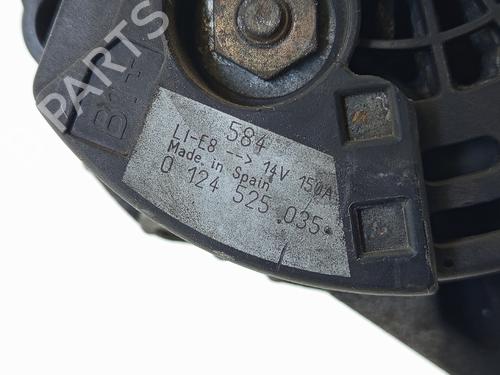 B+
584
LI-E8 --> 14V 150A
Made. in Spain
0 124 525 .035.
B-PARTS